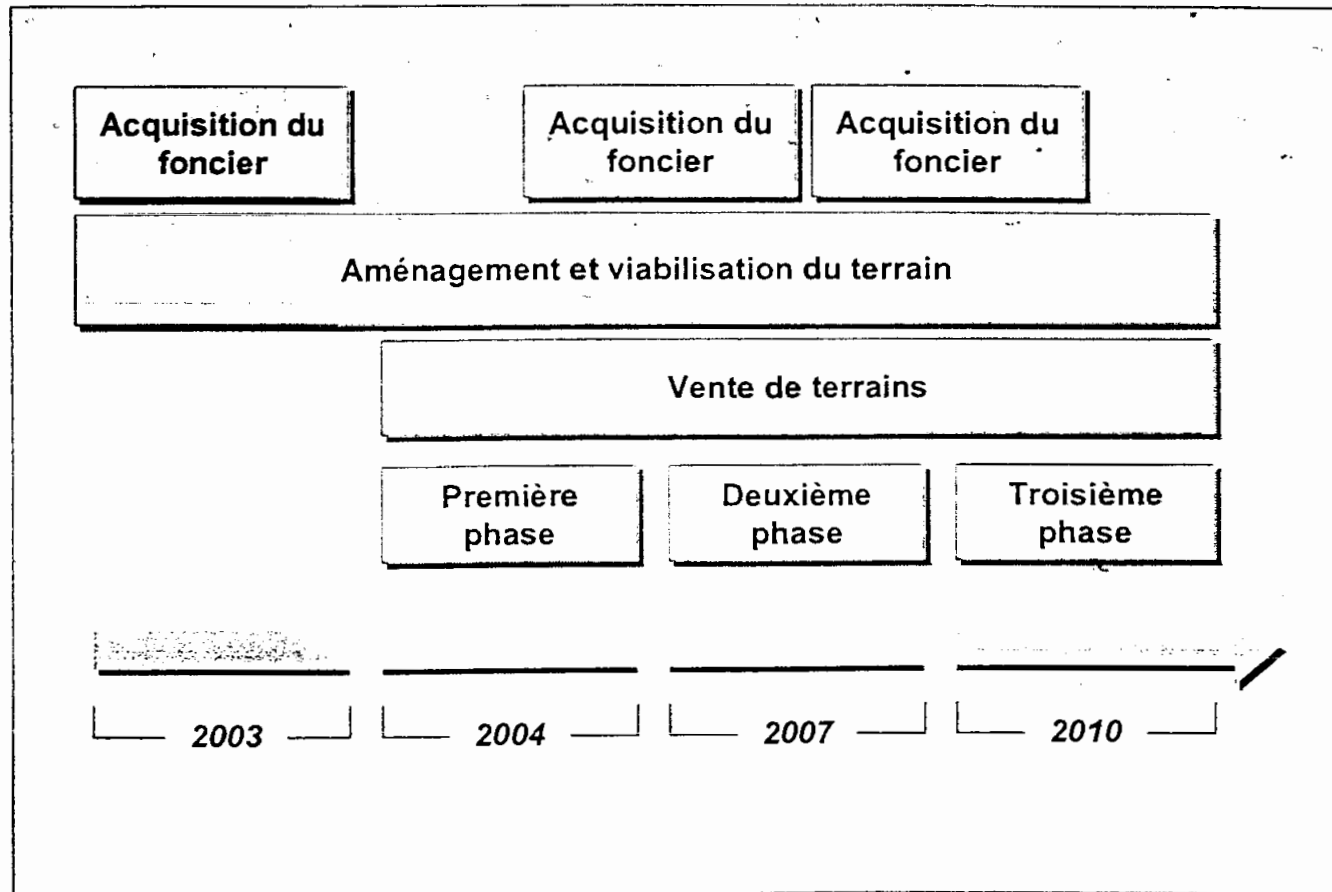 Acquisition du
foncier
Acquisition du
foncier
Acquisition du
foncier
Aménagement et viabilisation du terrain
Vente de terrains
Première
phase
Deuxième
phase
Troisième
phase
2003
2004
2007
2010